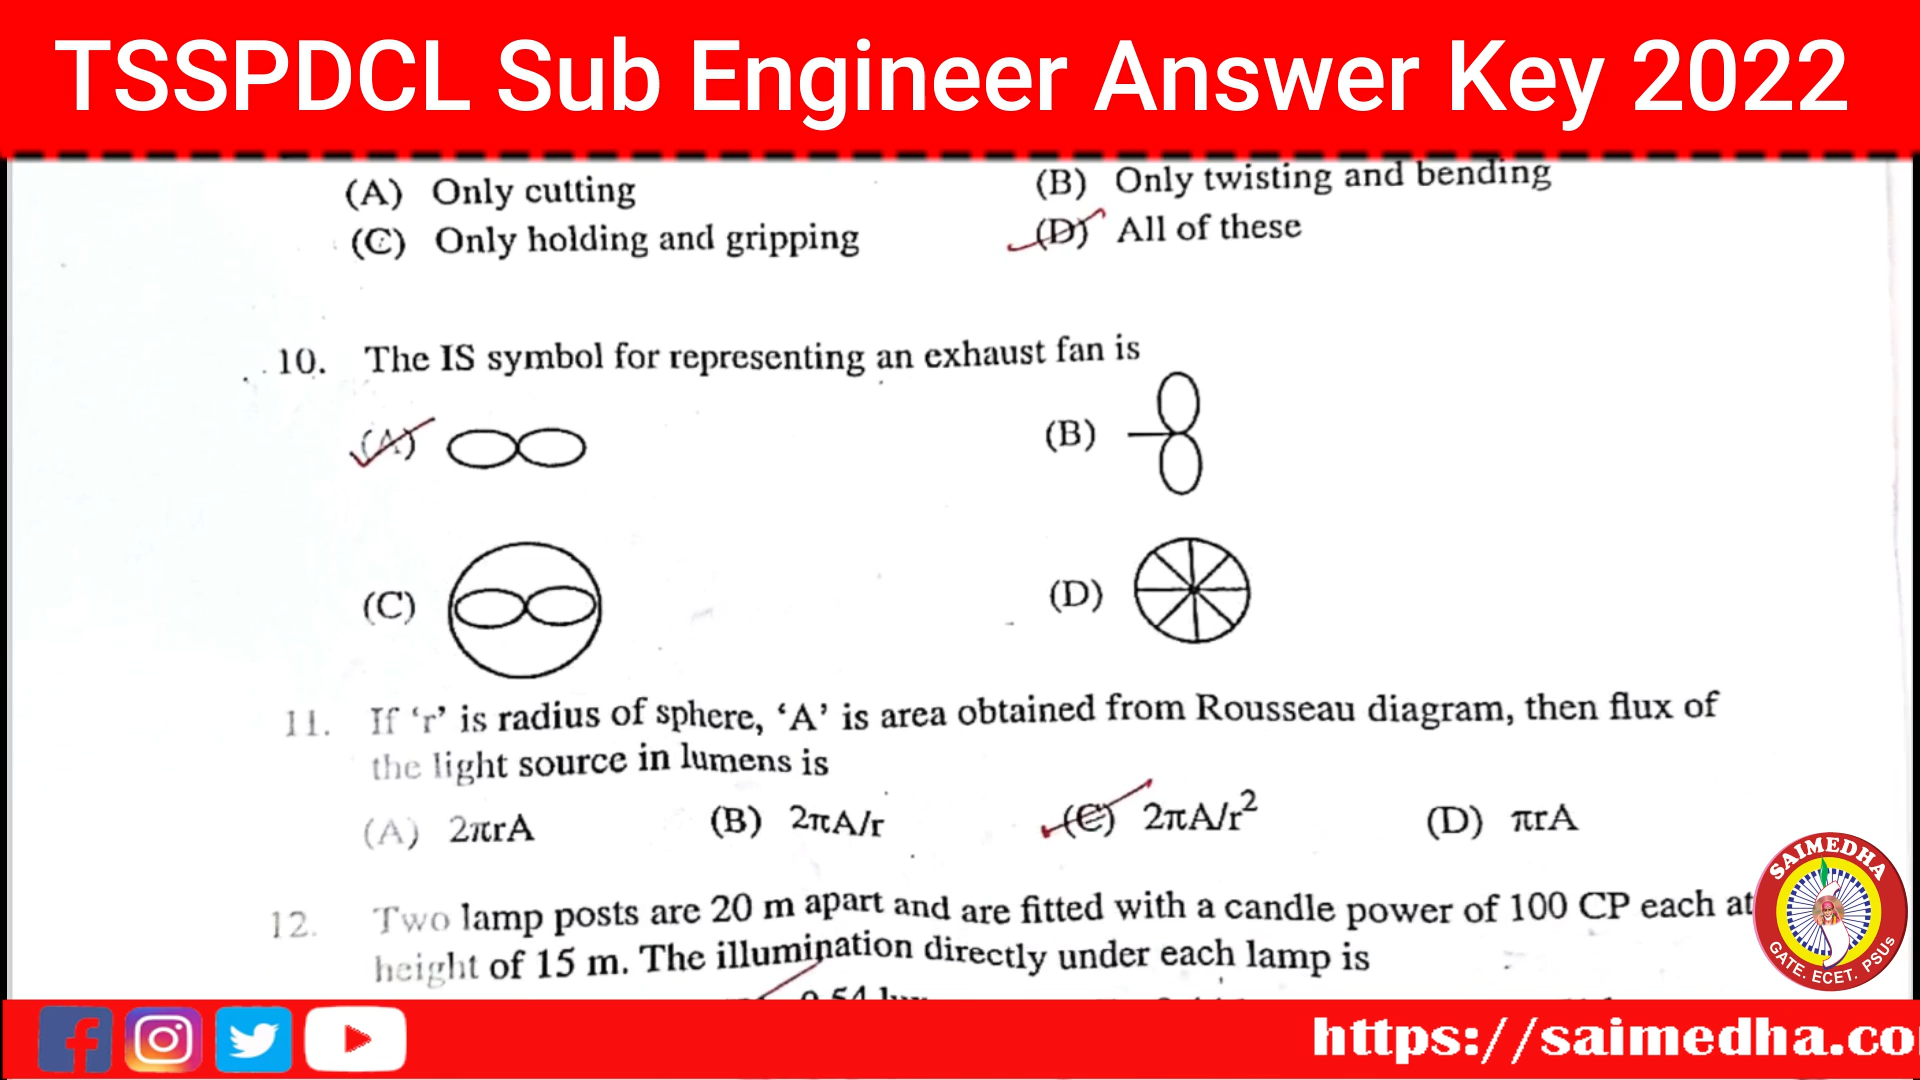 TSSPDCL Sub Engineer Answer Key 2022
(A) Only cutting (B) Only twisting and bending
(C) Only holding and gripping (D) All of these
10. The IS symbol for representing an exhaust fan is
(A) (B)
(C) (D)
11. If ‘r’ is radius of sphere, ‘A’ is area obtained from Rousseau diagram, then flux of
the light source in lumens is
(A) 2πrA (B) 2πA/r (C) 2πA/r² (D) πrA
12. Two lamp posts are 20 m apart and are fitted with a candle power of 100 CP each at
height of 15 m. The illumination directly under each lamp is
SAIMEDHA
GATE. ECET. PSUs
https://saimedha.co